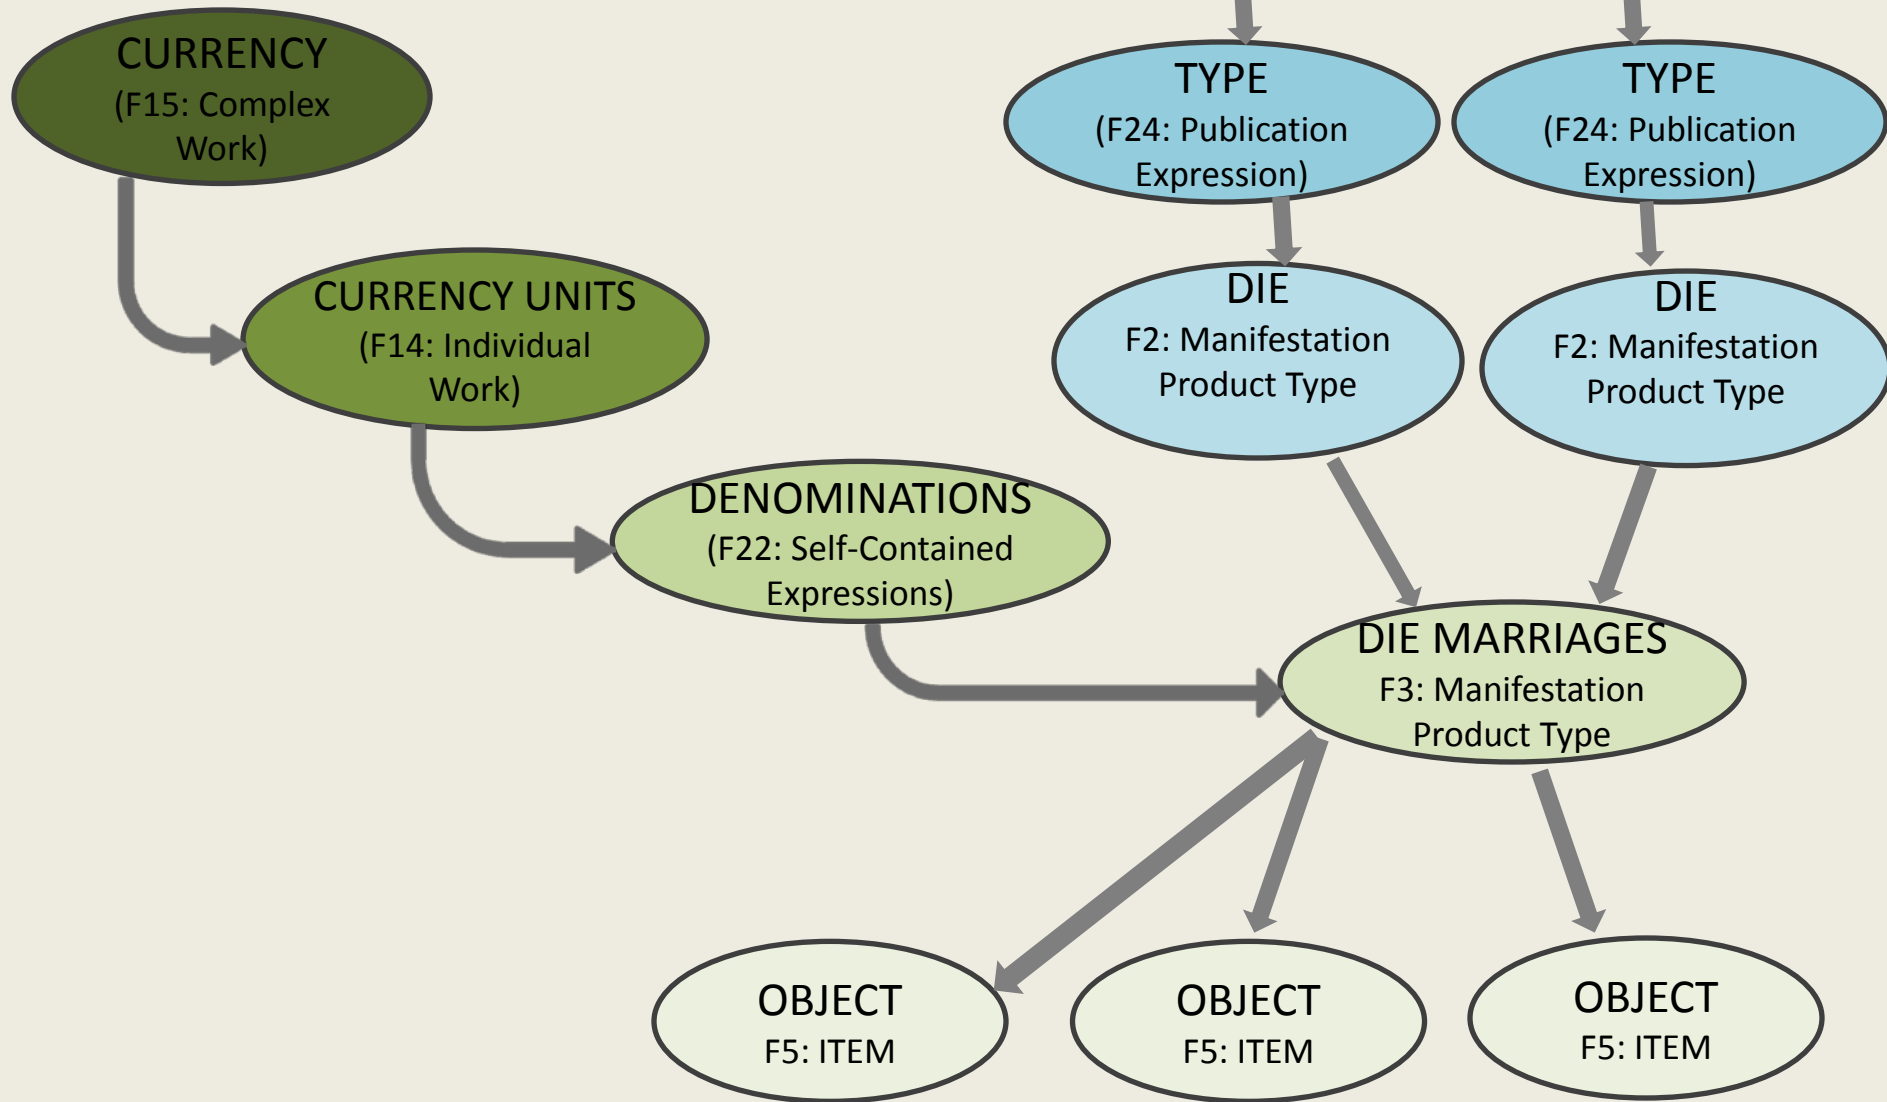 CURRENCY
(F15: Complex
Work)
TYPE
(F24: Publication
Expression)
TYPE
(F24: Publication
Expression)
CURRENCY UNITS
(F14: Individual
Work)
DIE
F2: Manifestation
Product Type
DIE
F2: Manifestation
Product Type
DENOMINATIONS
(F22: Self-Contained
Expressions)
DIE MARRIAGES
F3: Manifestation
Product Type
OBJECT
F5: ITEM
OBJECT
F5: ITEM
OBJECT
F5: ITEM